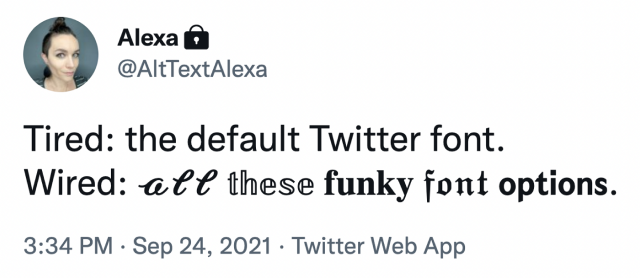 Alexa 🔒
@AltTextAlexa
Tired: the default Twitter font.
Wired: 𝓪𝓵𝓵 𝕥𝕙𝕖𝕤𝕖 𝐟𝐮𝐧𝐤𝐲 𝔣𝔬𝔫𝔱 𝗼𝗽𝘁𝗶𝗼𝗻𝘀.
3:34 PM · Sep 24, 2021 · Twitter Web App